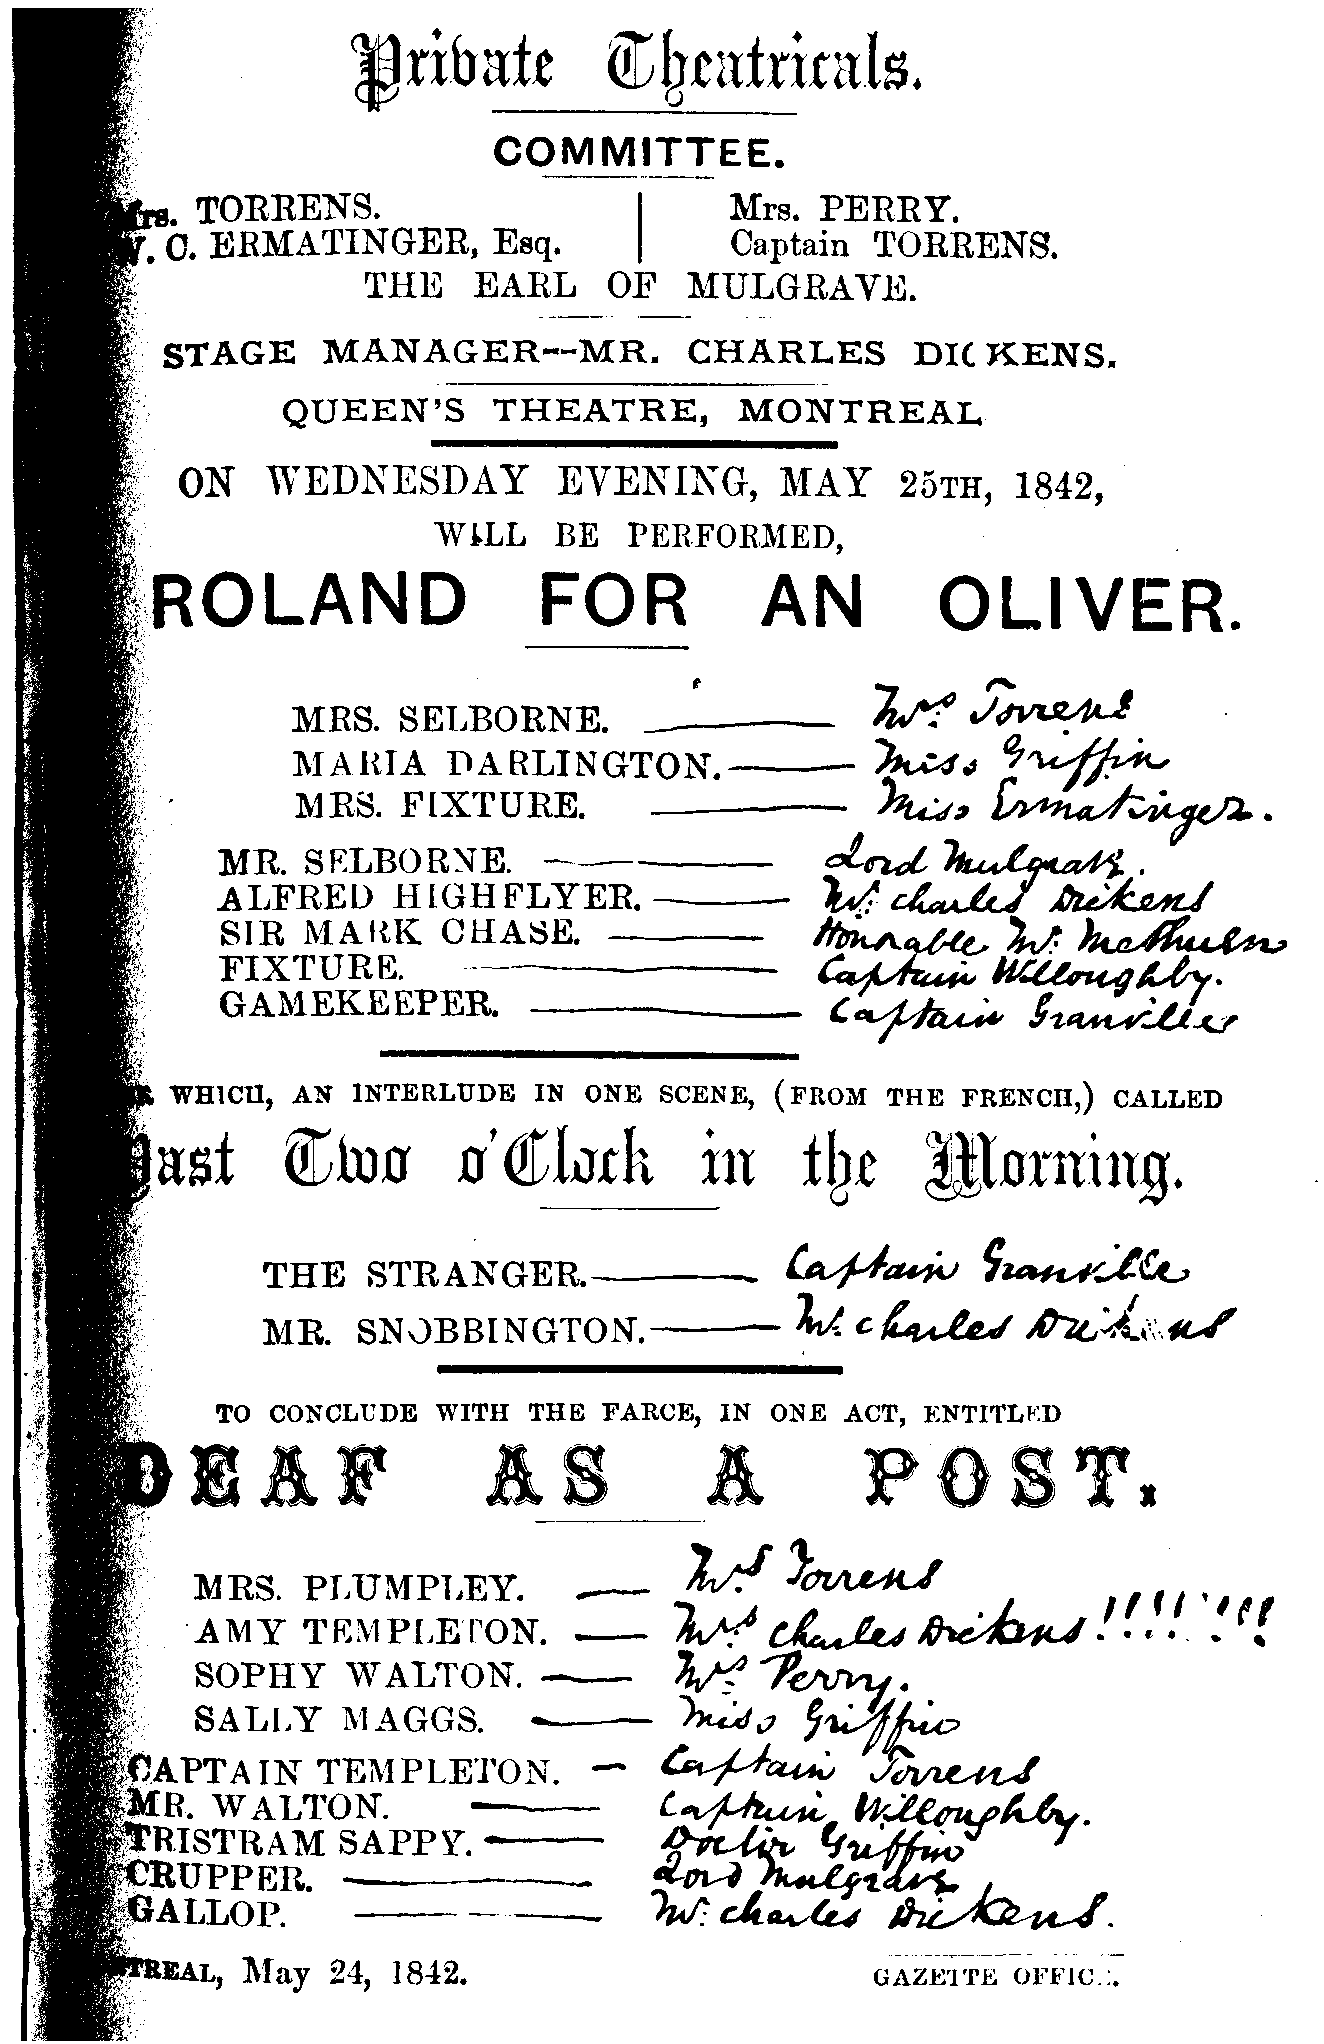 Private Theatricals.
COMMITTEE.
Mrs. TORRENS.
W. C. ERMATINGER, Esq.
Mrs. PERRY.
Captain TORRENS.
THE EARL OF MULGRAVE.
STAGE MANAGER--MR. CHARLES DICKENS.
QUEEN'S THEATRE, MONTREAL
ON WEDNESDAY EVENING, MAY 25TH, 1842,
WILL BE PERFORMED,
ROLAND FOR AN OLIVER.
MRS. SELBORNE. Mrs. Torrens
MARIA DARLINGTON. Miss Griffin
MRS. FIXTURE. Miss Ermatinger.
MR. SELBORNE. Lord Mulgrave.
ALFRED HIGHFLYER. Mr. Charles Dickens
SIR MARK CHASE. Honorable Mr. Methuen
FIXTURE. Captain Willoughby.
GAMEKEEPER. Captain Granville
WHICH, AN INTERLUDE IN ONE SCENE, (FROM THE FRENCH,) CALLED
Past Two o'Clock in the Morning.
THE STRANGER. Captain Granville
MR. SNOBBINGTON. Mr. Charles Dickens
TO CONCLUDE WITH THE FARCE, IN ONE ACT, ENTITLED
DEAF AS A POST.
MRS. PLUMPLEY. Mrs. Torrens
AMY TEMPLETON. Mrs. Charles Dickens!!!!!!!!
SOPHY WALTON. Mrs. Perry.
SALLY MAGGS. Miss Griffin
CAPTAIN TEMPLETON. Captain Torrens
MR. WALTON. Captain Willoughby.
TRISTRAM SAPPY. Doctor Griffin
CRUPPER. Lord Mulgrave
GALLOP. Mr. Charles Dickens.
TREAL, May 24, 1842.
GAZETTE OFFICE.